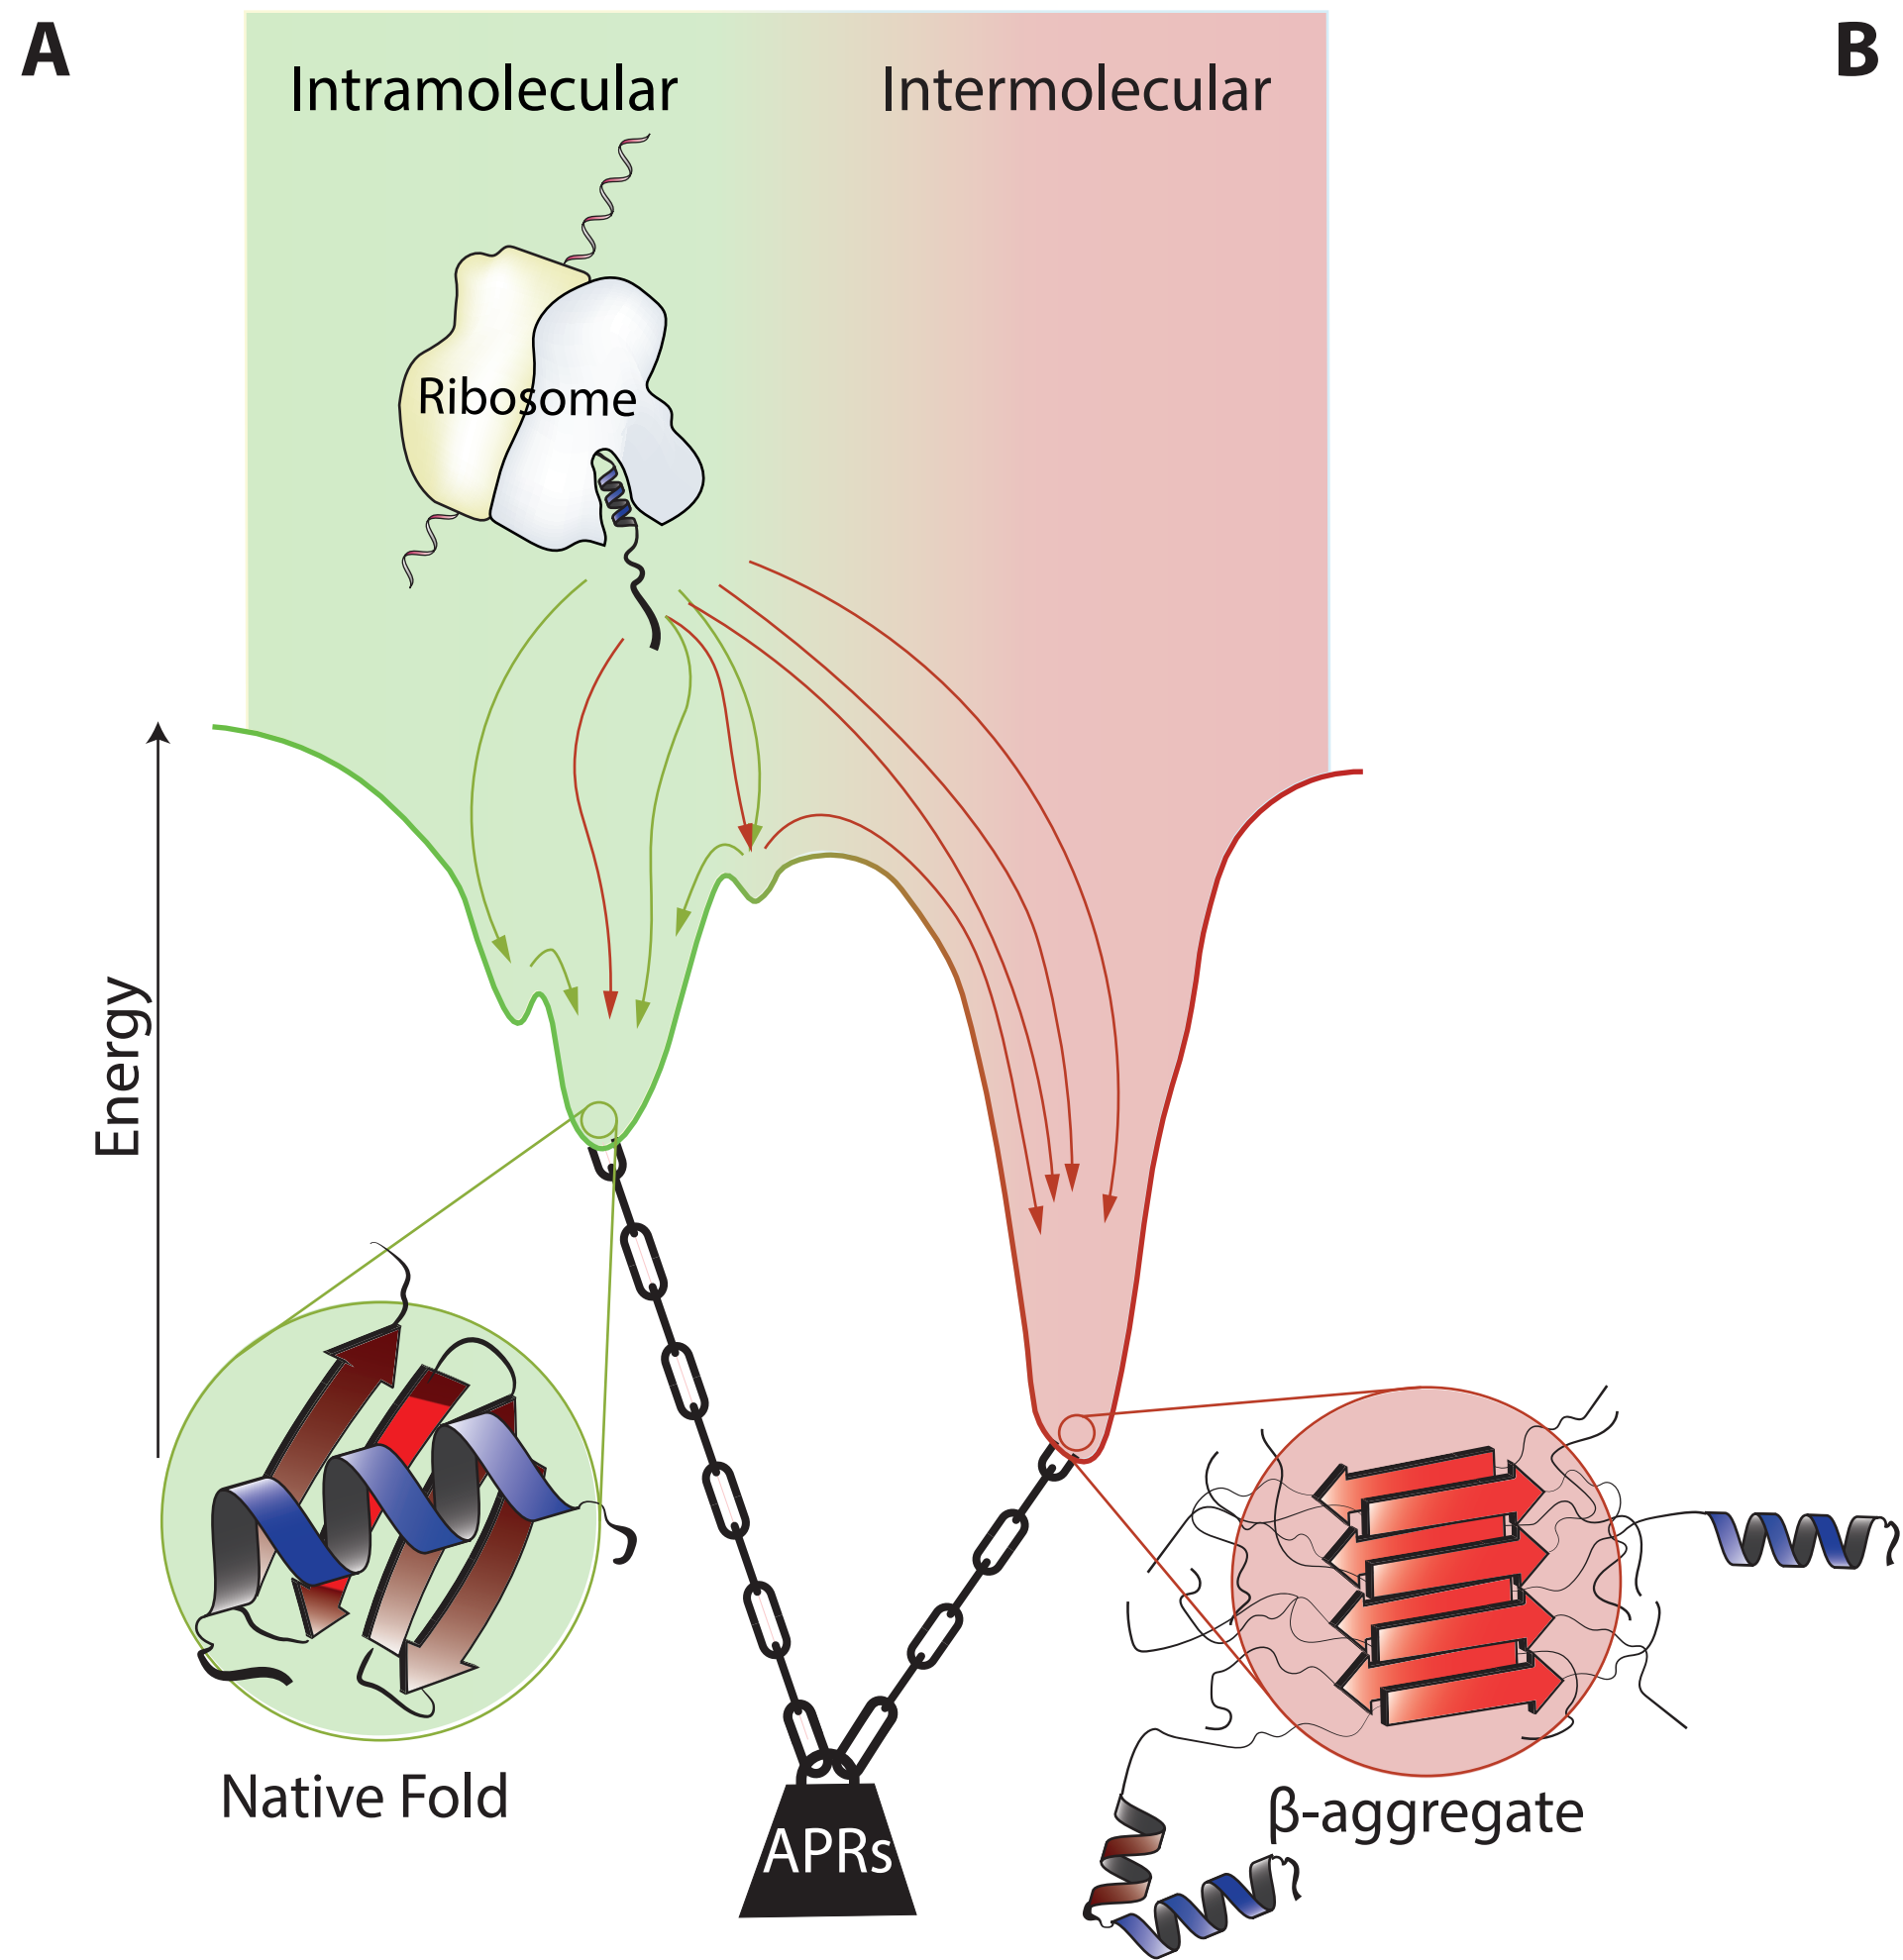 A
B
Intramolecular
Intermolecular
Ribosome
Energy
Native Fold
β-aggregate
APRs